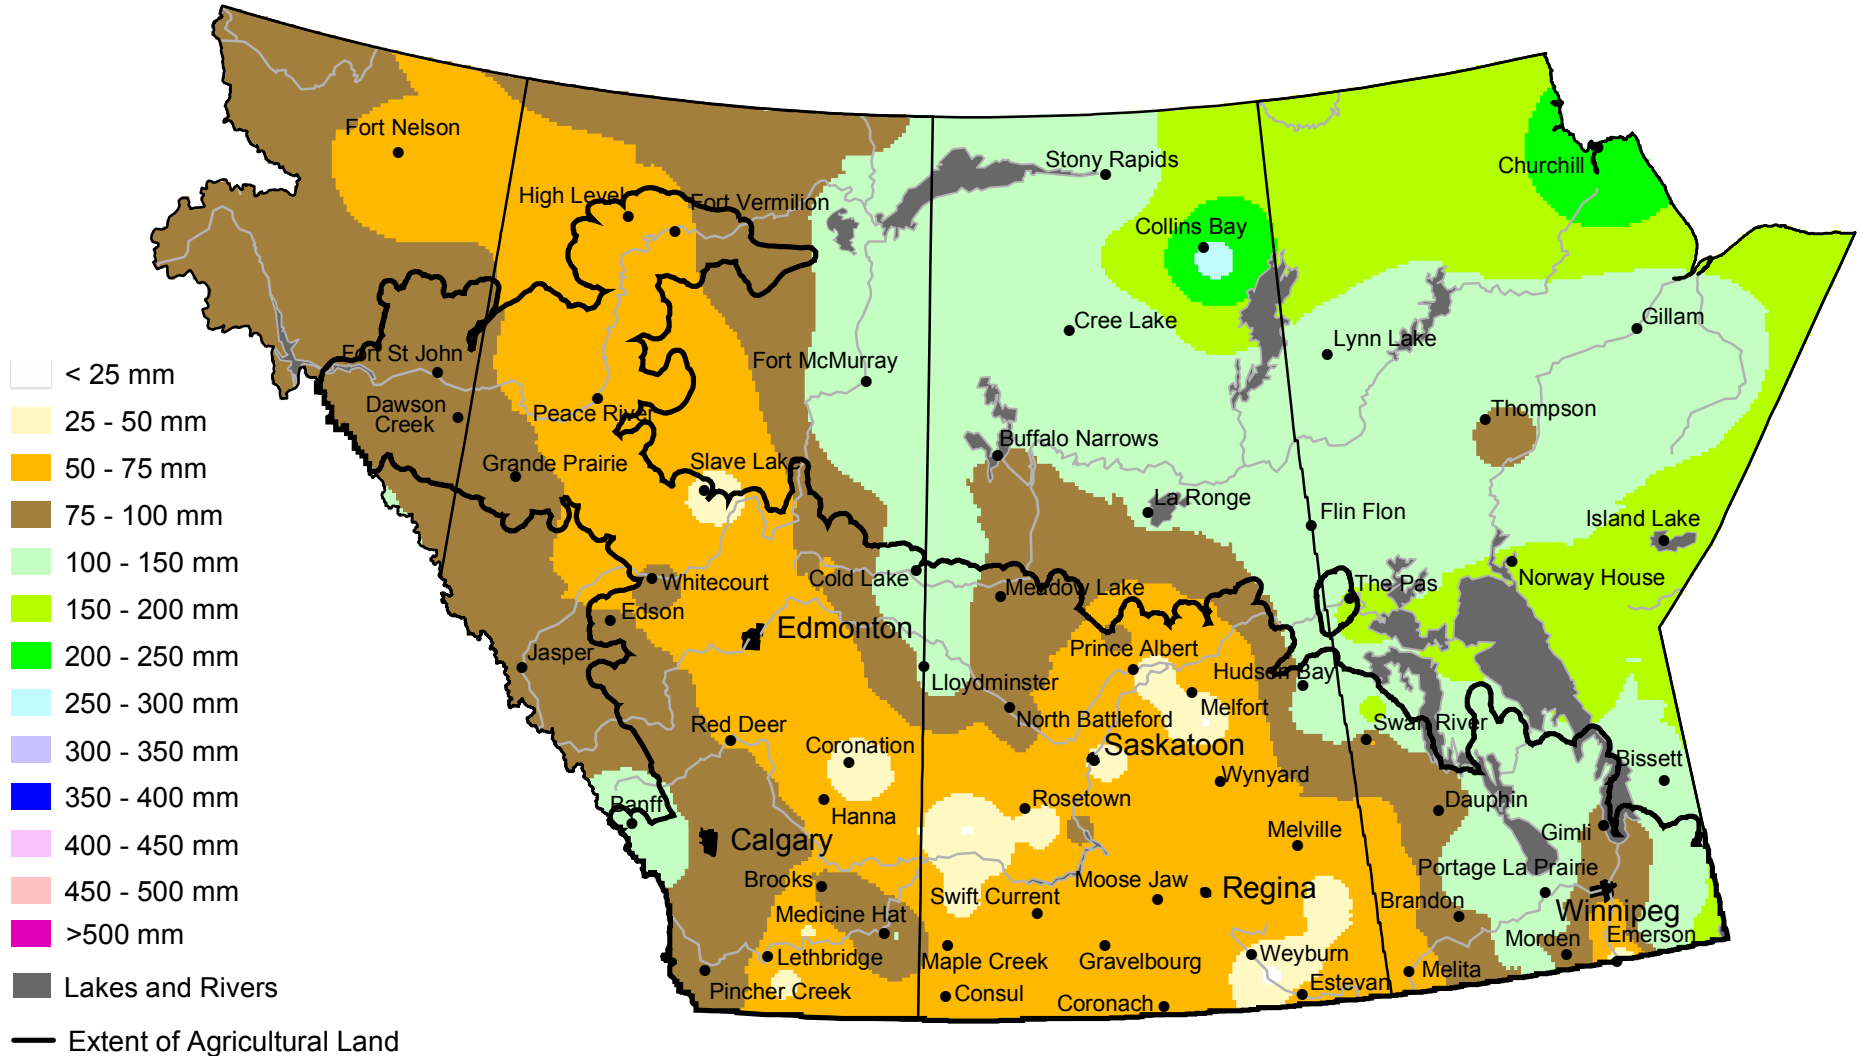 Fort Nelson
High Level
Fort Vermilion
Stony Rapids
Churchill
Collins Bay
Cree Lake
Gillam
Lynn Lake
Fort St John
Fort McMurray
Dawson
Creek
Peace River
Thompson
Buffalo Narrows
Grande Prairie
Slave Lake
La Ronge
Flin Flon
Island Lake
Whitecourt
Cold Lake
Meadow Lake
The Pas
Norway House
Edson
Edmonton
Jasper
Prince Albert
Hudson Bay
Lloydminster
Melfort
North Battleford
Swan River
Red Deer
Coronation
Saskatoon
Wynyard
Bissett
Banff
Hanna
Rosetown
Dauphin
Calgary
Melville
Gimli
Brooks
Portage La Prairie
Swift Current
Moose Jaw
Regina
Brandon
Medicine Hat
Winnipeg
Lethbridge
Maple Creek
Gravelbourg
Weyburn
Morden
Emerson
Pincher Creek
Consul
Coronach
Estevan
Melita
< 25 mm
25 - 50 mm
50 - 75 mm
75 - 100 mm
100 - 150 mm
150 - 200 mm
200 - 250 mm
250 - 300 mm
300 - 350 mm
350 - 400 mm
400 - 450 mm
450 - 500 mm
>500 mm
Lakes and Rivers
Extent of Agricultural Land